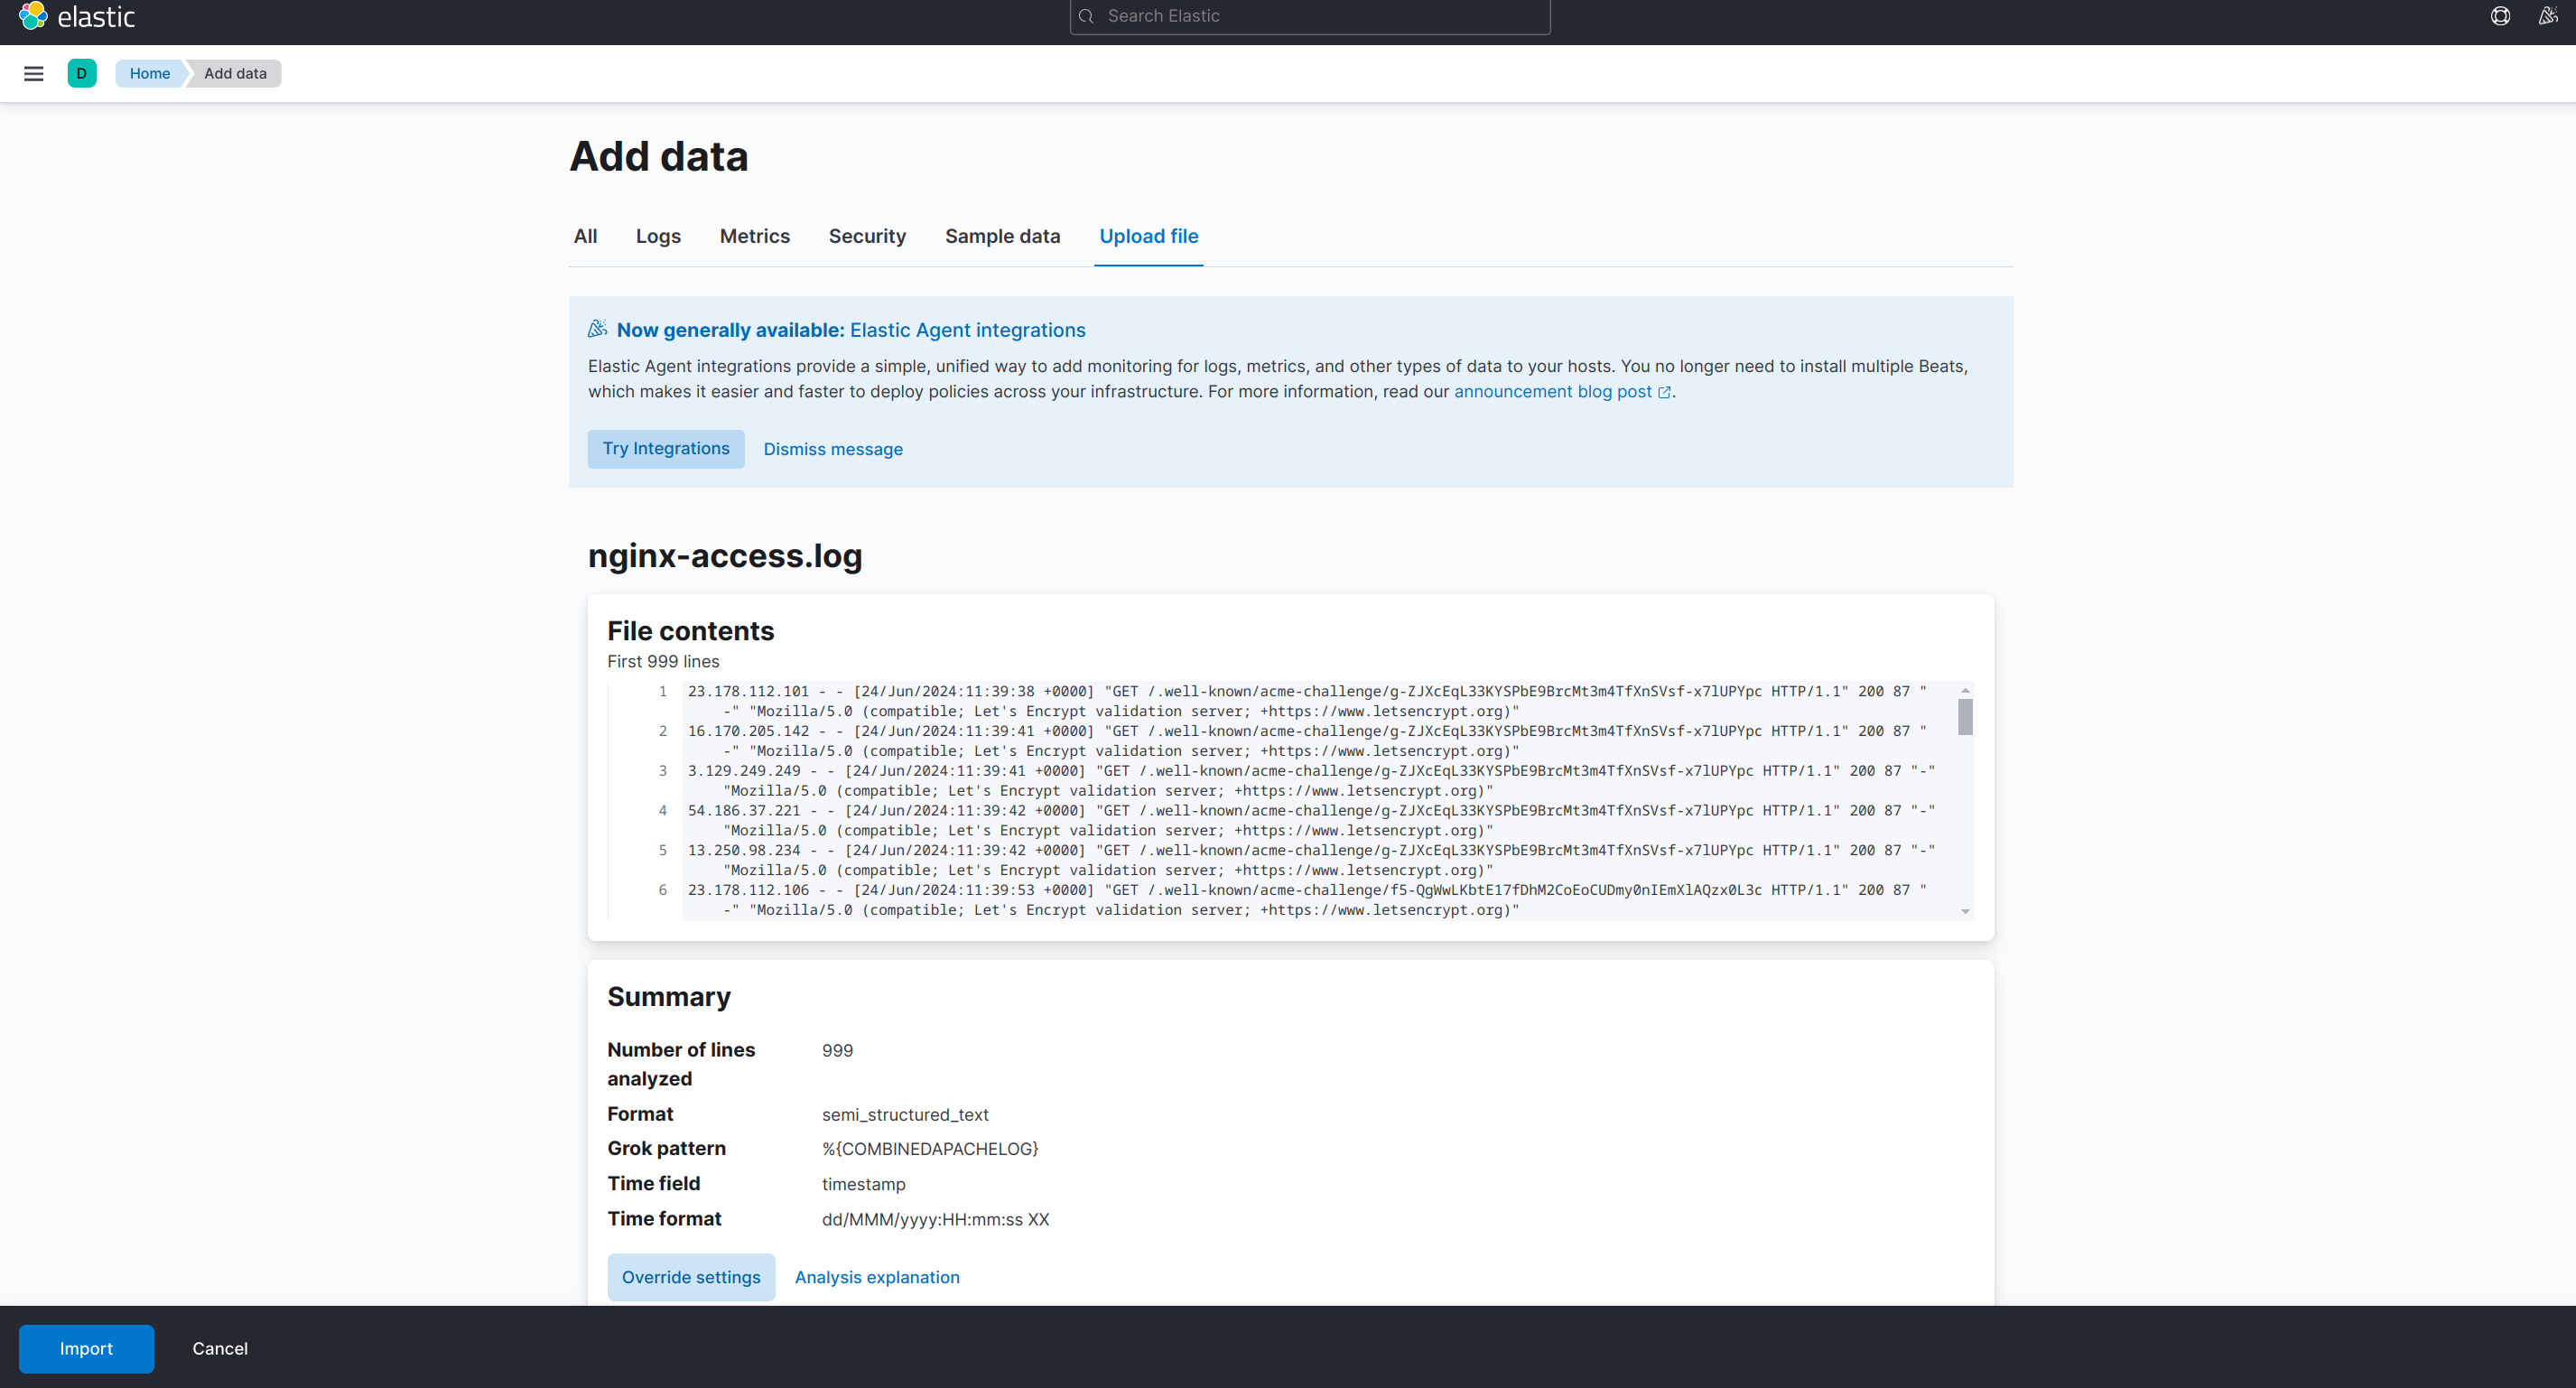 elastic
Search Elastic
D
Home
Add data
Add data
All
Logs
Metrics
Security
Sample data
Upload file
Now generally available: Elastic Agent integrations
Elastic Agent integrations provide a simple, unified way to add monitoring for logs, metrics, and other types of data to your hosts. You no longer need to install multiple Beats,
which makes it easier and faster to deploy policies across your infrastructure. For more information, read our announcement blog post.
Try Integrations
Dismiss message
nginx-access.log
File contents
First 999 lines
1 23.178.112.101 - - [24/Jun/2024:11:39:38 +0000] "GET /.well-known/acme-challenge/g-ZJXcEqL33KYSPbE9BrcMt3m4TfXnSVsf-x7lUPYpc HTTP/1.1" 200 87 "
-" "Mozilla/5.0 (compatible; Let's Encrypt validation server; +https://www.letsencrypt.org)"
2 16.170.205.142 - - [24/Jun/2024:11:39:41 +0000] "GET /.well-known/acme-challenge/g-ZJXcEqL33KYSPbE9BrcMt3m4TfXnSVsf-x7lUPYpc HTTP/1.1" 200 87 "
-" "Mozilla/5.0 (compatible; Let's Encrypt validation server; +https://www.letsencrypt.org)"
3 3.129.249.249 - - [24/Jun/2024:11:39:41 +0000] "GET /.well-known/acme-challenge/g-ZJXcEqL33KYSPbE9BrcMt3m4TfXnSVsf-x7lUPYpc HTTP/1.1" 200 87 "-"
"Mozilla/5.0 (compatible; Let's Encrypt validation server; +https://www.letsencrypt.org)"
4 54.186.37.221 - - [24/Jun/2024:11:39:42 +0000] "GET /.well-known/acme-challenge/g-ZJXcEqL33KYSPbE9BrcMt3m4TfXnSVsf-x7lUPYpc HTTP/1.1" 200 87 "-"
"Mozilla/5.0 (compatible; Let's Encrypt validation server; +https://www.letsencrypt.org)"
5 13.250.98.234 - - [24/Jun/2024:11:39:42 +0000] "GET /.well-known/acme-challenge/g-ZJXcEqL33KYSPbE9BrcMt3m4TfXnSVsf-x7lUPYpc HTTP/1.1" 200 87 "-"
"Mozilla/5.0 (compatible; Let's Encrypt validation server; +https://www.letsencrypt.org)"
6 23.178.112.106 - - [24/Jun/2024:11:39:53 +0000] "GET /.well-known/acme-challenge/f5-QgWwLKbtE17fDhM2CoEoCUDmy0nIEmXlAQzx0L3c HTTP/1.1" 200 87 "
-" "Mozilla/5.0 (compatible; Let's Encrypt validation server; +https://www.letsencrypt.org)"
Summary
Number of lines analyzed 999
Format semi_structured_text
Grok pattern %{COMBINEDAPACHELOG}
Time field timestamp
Time format dd/MMM/yyyy:HH:mm:ss XX
Override settings
Analysis explanation
Import
Cancel